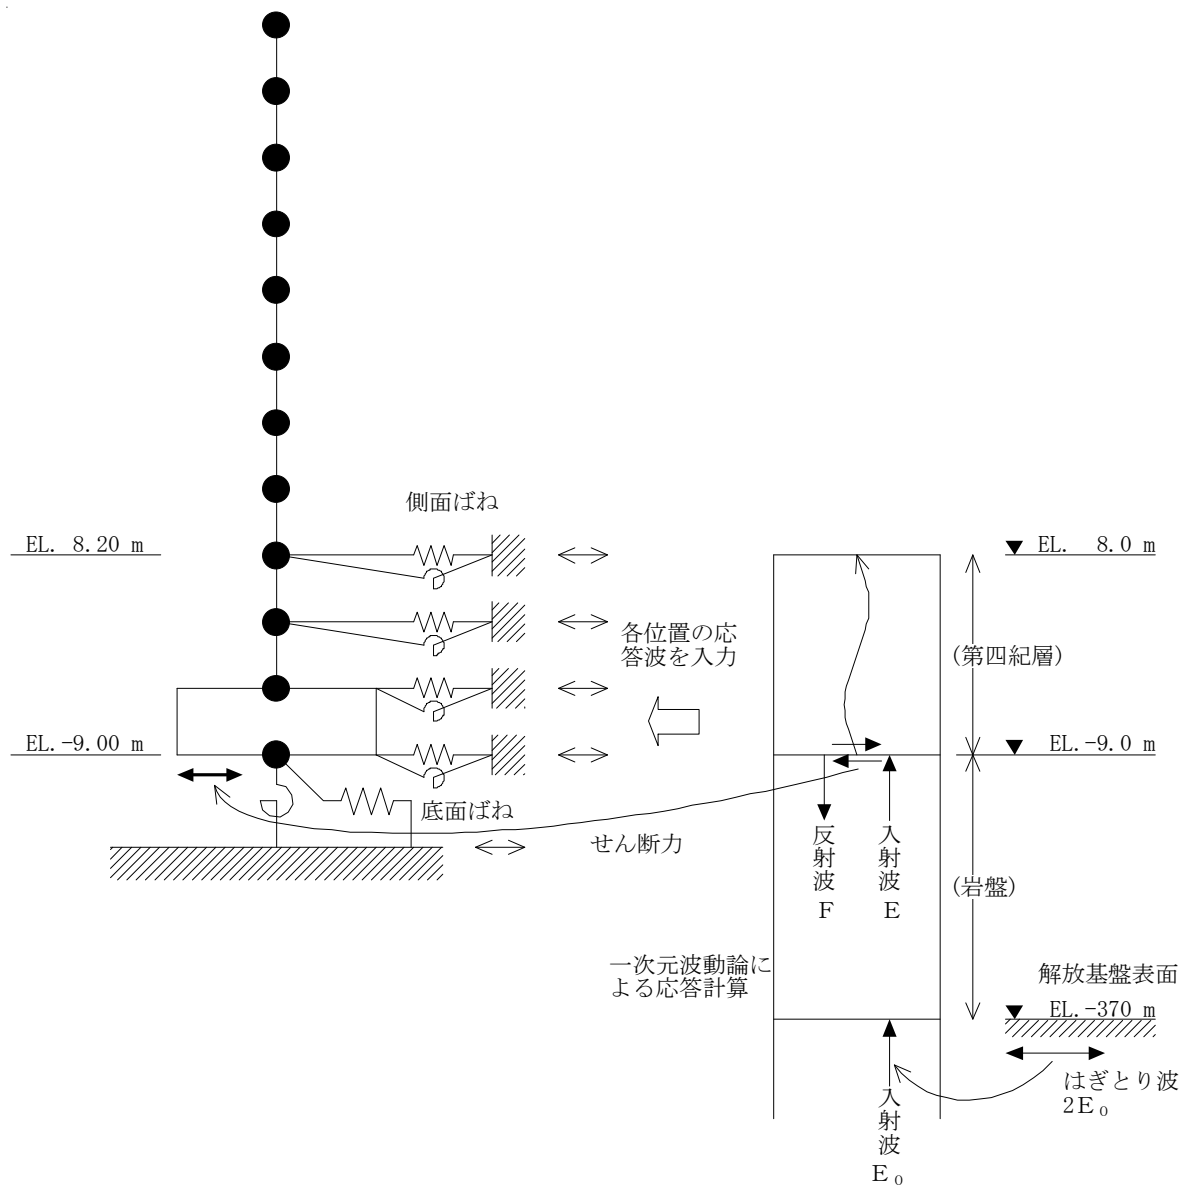 側面ばね
EL. 8.20 m
EL. 8.0 m
各位置の応
答波を入力
(第四紀層)
EL.-9.00 m
EL.-9.0 m
底面ばね
せん断力
反射波F
入射波E
(岩盤)
一次元波動論に
よる応答計算
解放基盤表面
EL.-370 m
はぎとり波
2E₀
入射波E₀